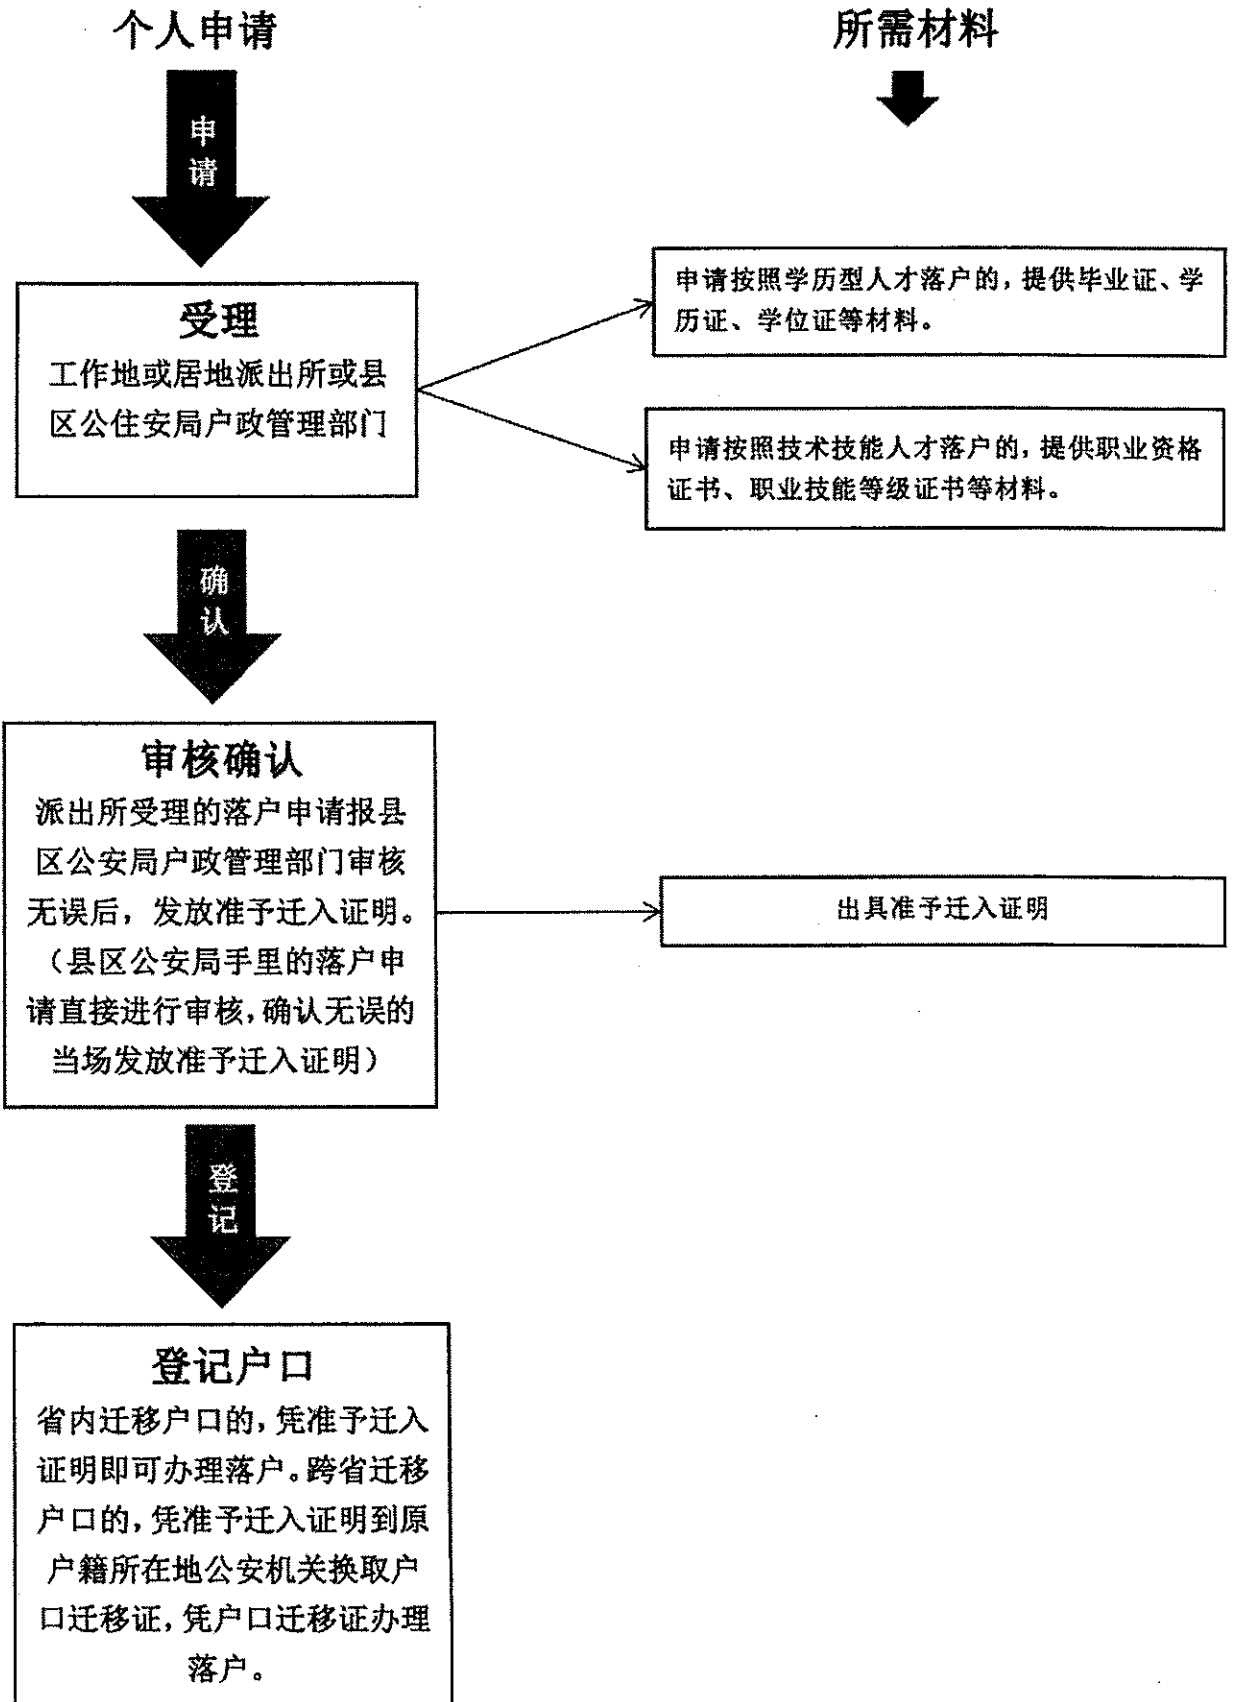 个人申请
所需材料
申
请
受理
工作地或居地派出所或县
区公住安局户政管理部门
申请按照学历型人才落户的，提供毕业证、学
历证、学位证等材料。
申请按照技术技能人才落户的，提供职业资格
证书、职业技能等级证书等材料。
确
认
审核确认
派出所受理的落户申请报县
区公安局户政管理部门审核
无误后，发放准予迁入证明。
（县区公安局手里的落户申
请直接进行审核，确认无误的
当场发放准予迁入证明）
出具准予迁入证明
登
记
登记户口
省内迁移户口的，凭准予迁入
证明即可办理落户。跨省迁移
户口的，凭准予迁入证明到原
户籍所在地公安机关换取户
口迁移证，凭户口迁移证办理
落户。